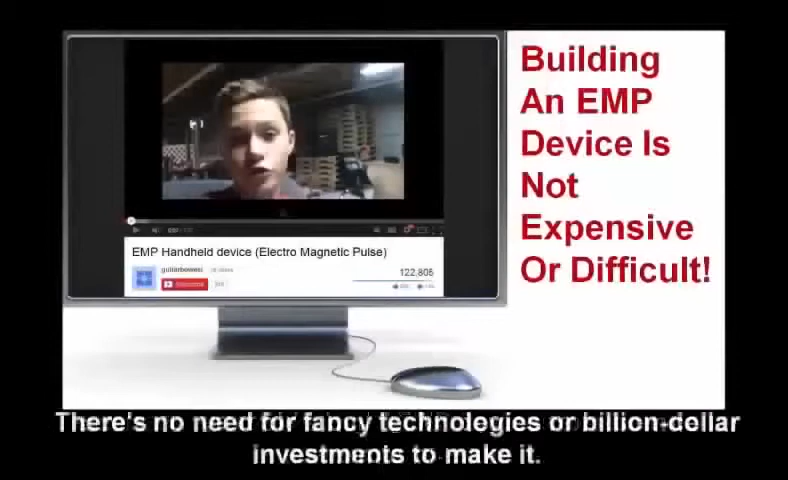 Building
An EMP
Device Is
Not
Expensive
Or Difficult!
EMP Handheld device (Electro Magnetic Pulse)
122,805
There's no need for fancy technologies or billion-dollar
investments to make it.